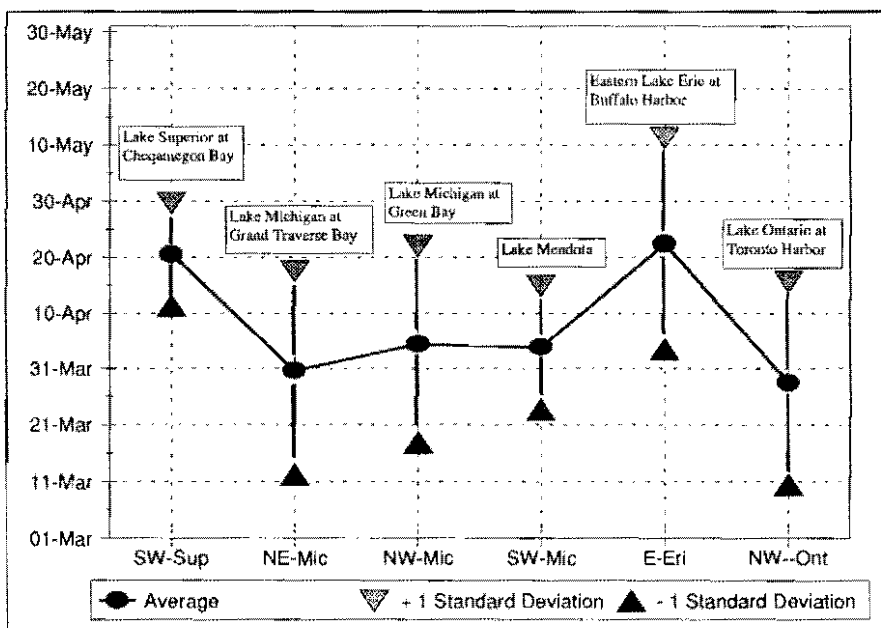 30-May
20-May
10-May
30-Apr
20-Apr
10-Apr
31-Mar
21-Mar
11-Mar
01-Mar
Lake Superior at
Cheqamegon Bay
Lake Michigan at
Grand Traverse Bay
Lake Michigan at
Green Bay
Lake Mendota
Eastern Lake Erie at
Buffalo Harbor
Lake Ontario at
Toronto Harbor
SW-Sup NE-Mic NW-Mic SW-Mic E-Eri NW--Ont
Average + 1 Standard Deviation - 1 Standard Deviation